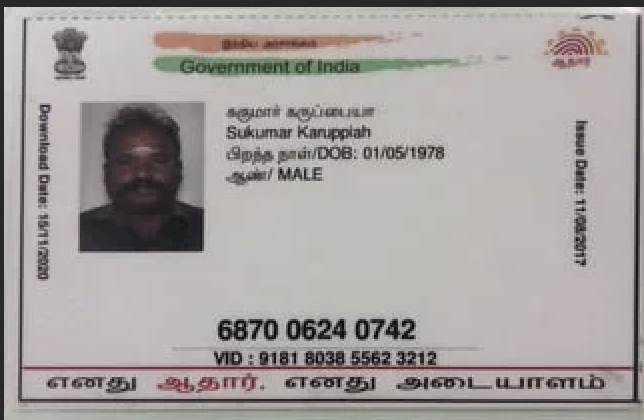 இந்திய அரசாங்கம்
Government of India
ஆதார்
Download Date: 15/11/2020
சுகுமார் கருப்பையா
Sukumar Karuppiah
பிறந்த நாள்/DOB: 01/05/1978
ஆண்/ MALE
Issue Date: 11/08/2017
6870 0624 0742
VID : 9181 8038 5562 3212
எனது ஆதார், எனது அடையாளம்